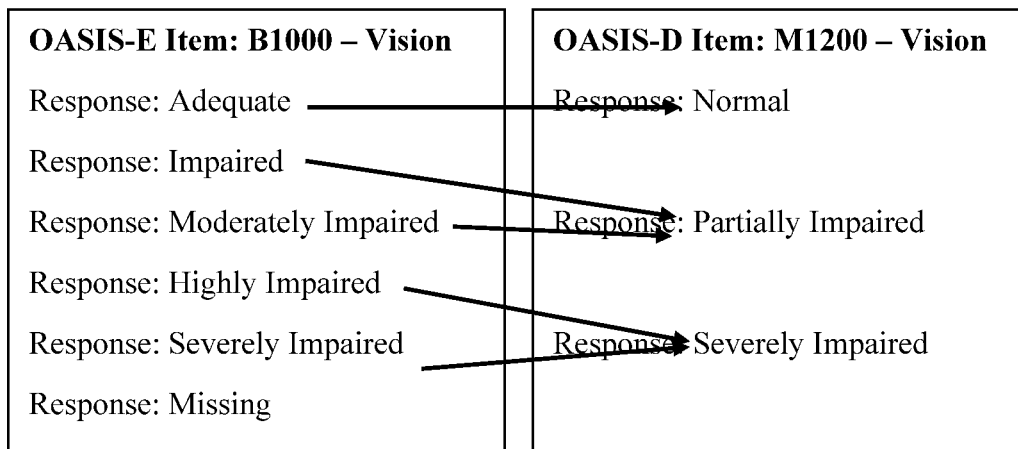 OASIS-E Item: B1000 – Vision
Response: Adequate
Response: Impaired
Response: Moderately Impaired
Response: Highly Impaired
Response: Severely Impaired
Response: Missing
OASIS-D Item: M1200 – Vision
Response: Normal
Response: Partially Impaired
Response: Severely Impaired